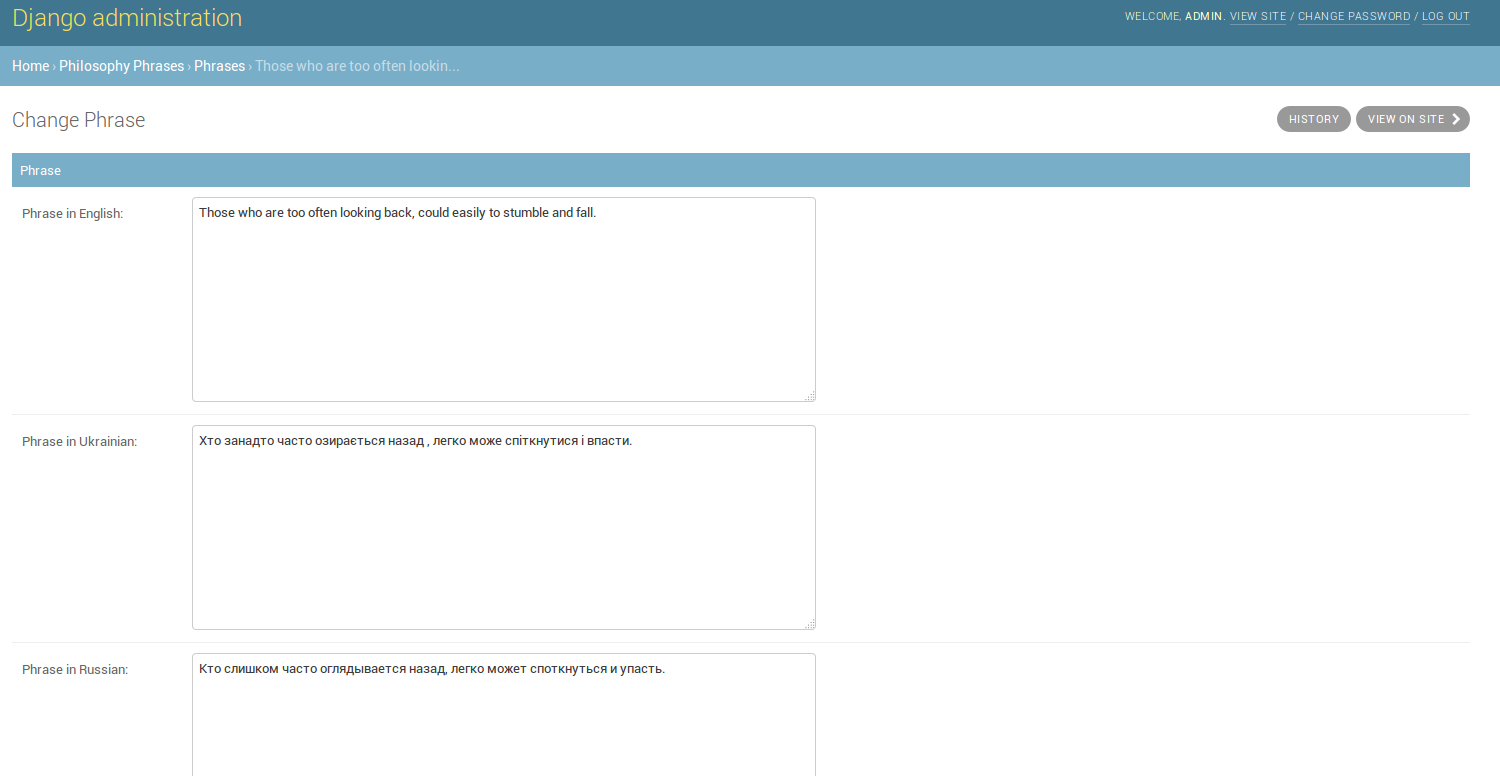 Django administration
WELCOME, ADMIN. VIEW SITE / CHANGE PASSWORD / LOG OUT
Home › Philosophy Phrases › Phrases › Those who are too often lookin...
Change Phrase
HISTORY
VIEW ON SITE
Phrase
Phrase in English:
Those who are too often looking back, could easily to stumble and fall.
Phrase in Ukrainian:
Хто занадто часто озирається назад , легко може спіткнутися і впасти.
Phrase in Russian:
Кто слишком часто оглядывается назад, легко может споткнуться и упасть.